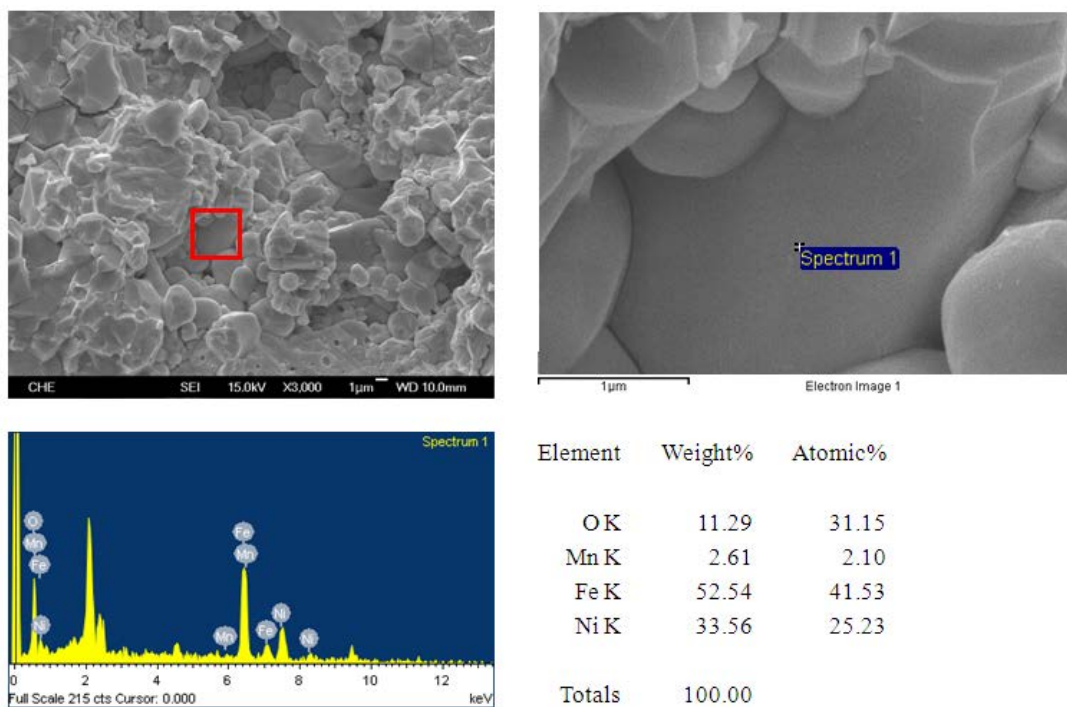 CHE SEI 15.0kV X3,000 1μm WD 10.0mm
Spectrum 1
1μm Electron Image 1
Spectrum 1
O
Mn
Fe
Ni
Fe
Mn
Mn
Fe
Ni
Ni
0 2 4 6 8 10 12
Full Scale 215 cts Cursor: 0.000 keV
Element Weight% Atomic%
O K 11.29 31.15
Mn K 2.61 2.10
Fe K 52.54 41.53
Ni K 33.56 25.23
Totals 100.00